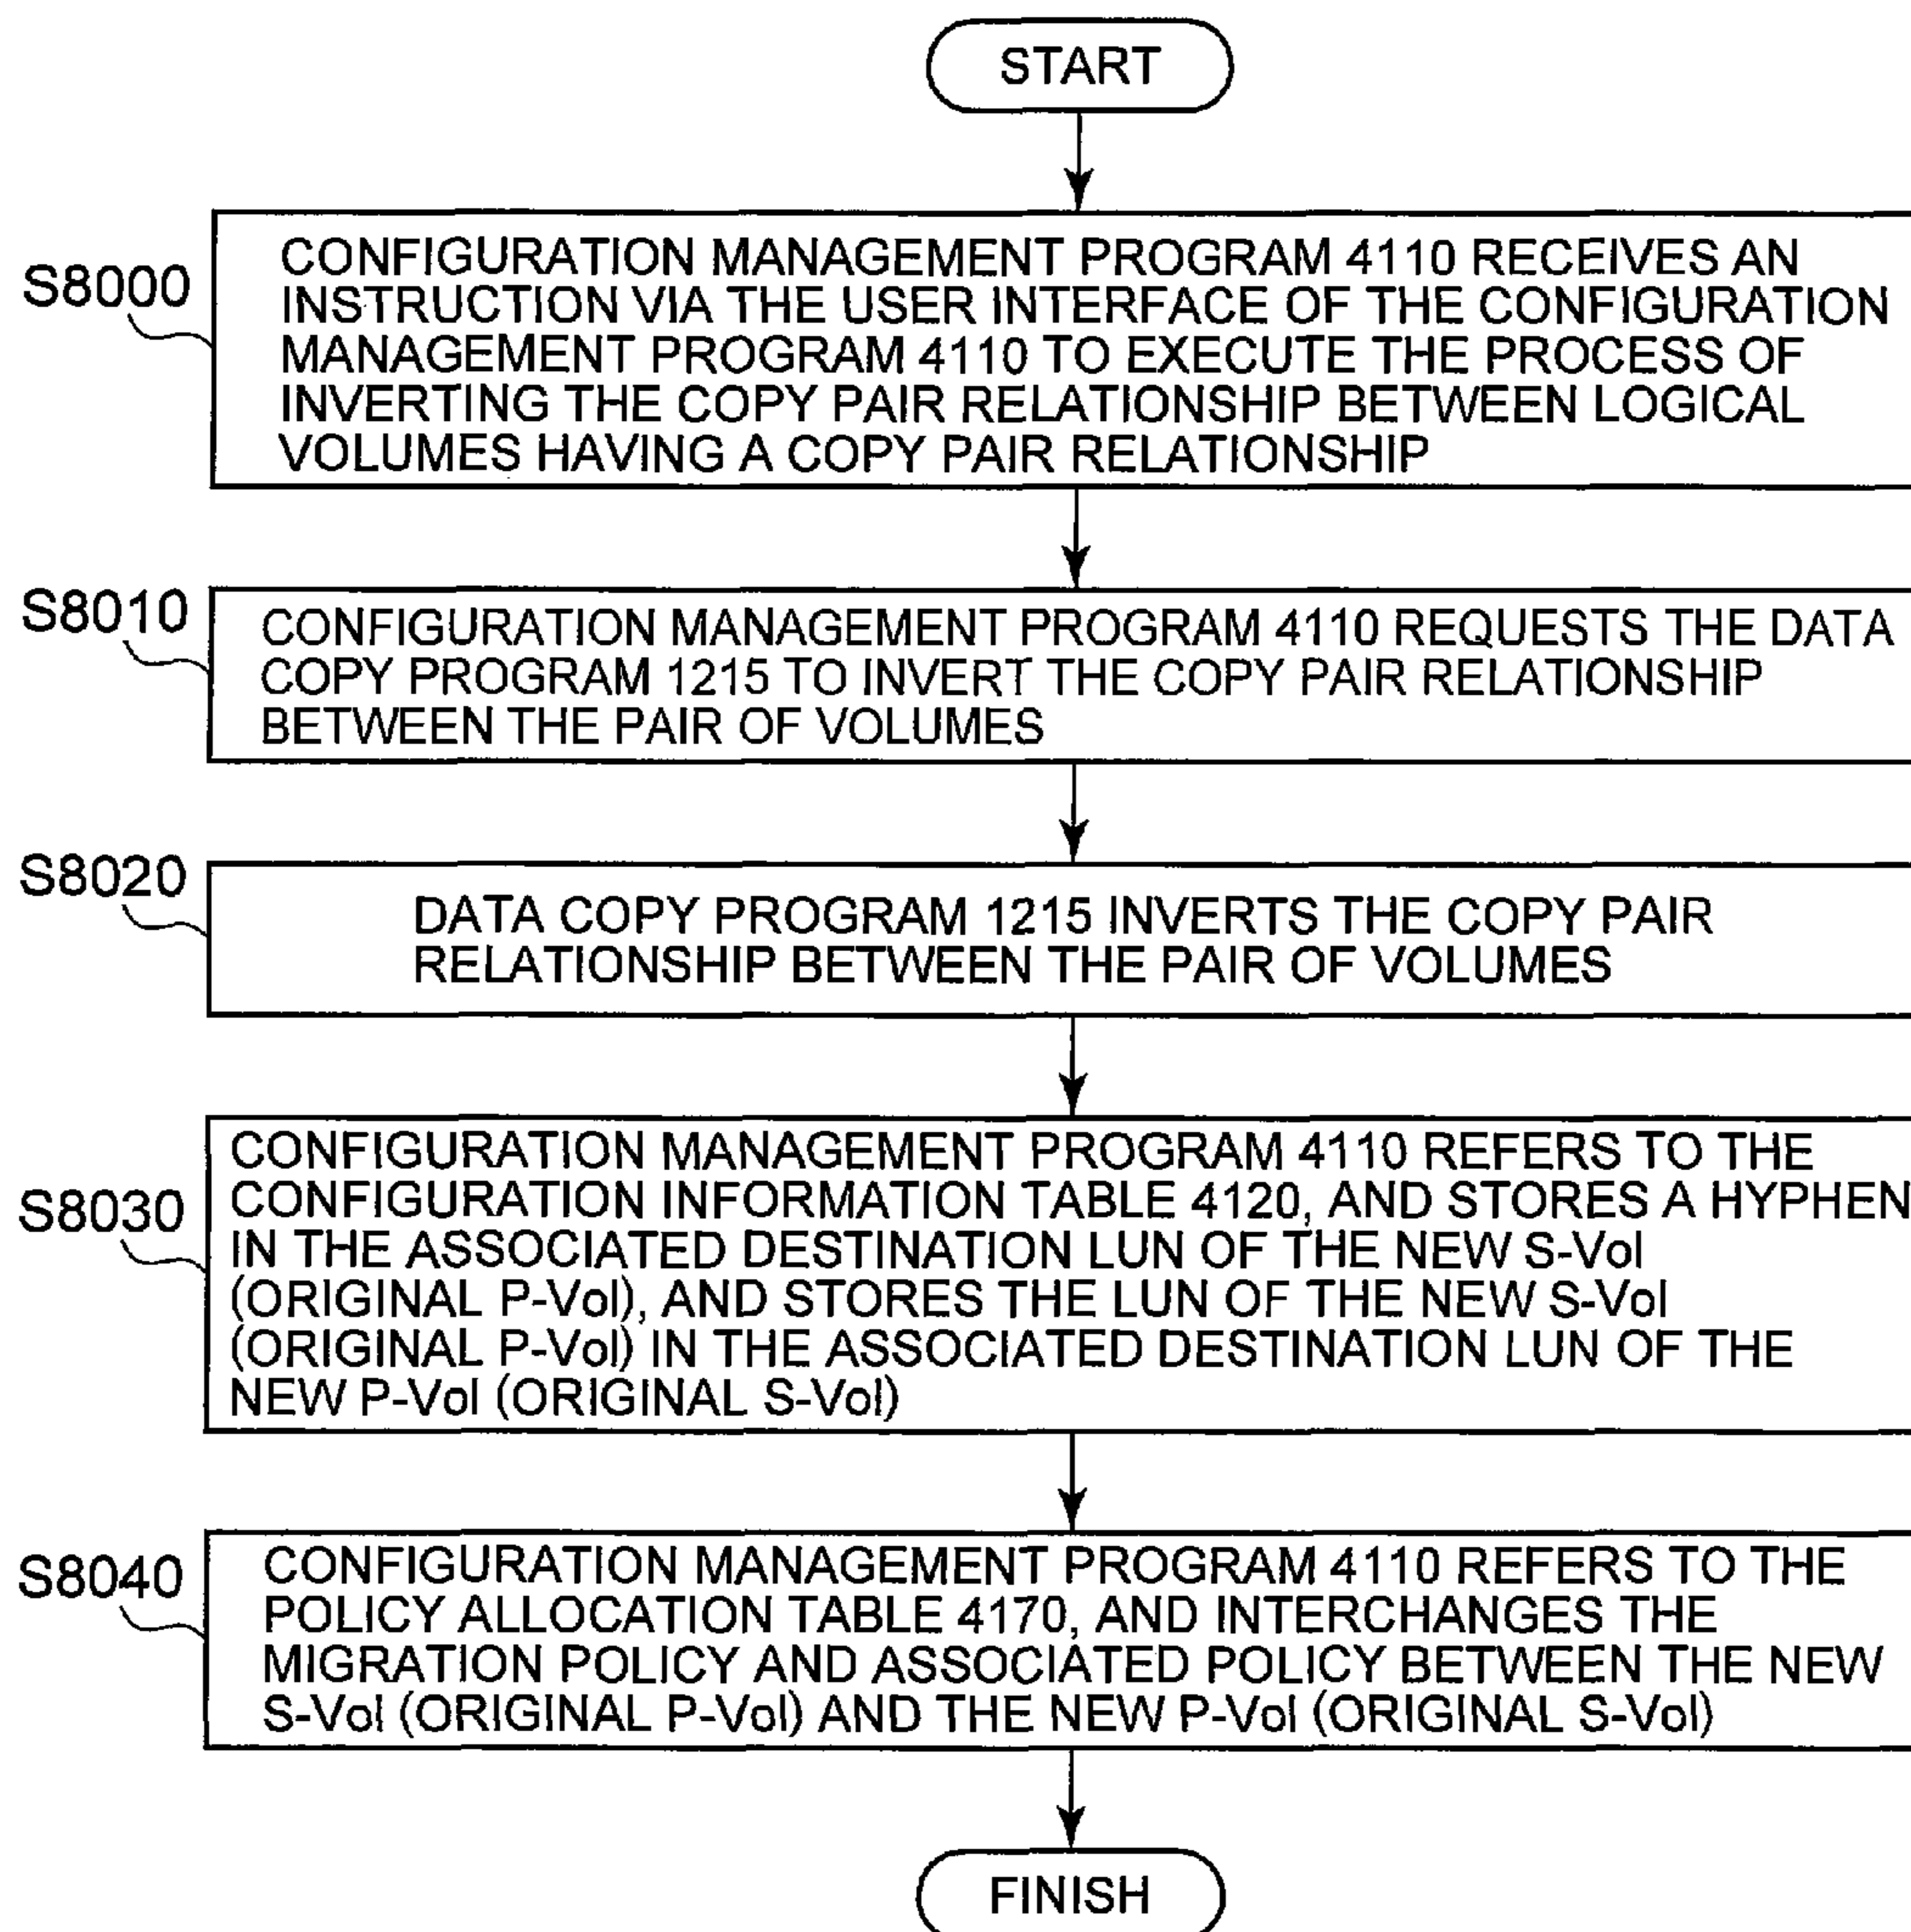 START
S8000
CONFIGURATION MANAGEMENT PROGRAM 4110 RECEIVES AN
INSTRUCTION VIA THE USER INTERFACE OF THE CONFIGURATION
MANAGEMENT PROGRAM 4110 TO EXECUTE THE PROCESS OF
INVERTING THE COPY PAIR RELATIONSHIP BETWEEN LOGICAL
VOLUMES HAVING A COPY PAIR RELATIONSHIP
S8010
CONFIGURATION MANAGEMENT PROGRAM 4110 REQUESTS THE DATA
COPY PROGRAM 1215 TO INVERT THE COPY PAIR RELATIONSHIP
BETWEEN THE PAIR OF VOLUMES
S8020
DATA COPY PROGRAM 1215 INVERTS THE COPY PAIR
RELATIONSHIP BETWEEN THE PAIR OF VOLUMES
S8030
CONFIGURATION MANAGEMENT PROGRAM 4110 REFERS TO THE
CONFIGURATION INFORMATION TABLE 4120, AND STORES A HYPHEN
IN THE ASSOCIATED DESTINATION LUN OF THE NEW S-Vol
(ORIGINAL P-Vol), AND STORES THE LUN OF THE NEW S-Vol
(ORIGINAL P-Vol) IN THE ASSOCIATED DESTINATION LUN OF THE
NEW P-Vol (ORIGINAL S-Vol)
S8040
CONFIGURATION MANAGEMENT PROGRAM 4110 REFERS TO THE
POLICY ALLOCATION TABLE 4170, AND INTERCHANGES THE
MIGRATION POLICY AND ASSOCIATED POLICY BETWEEN THE NEW
S-Vol (ORIGINAL P-Vol) AND THE NEW P-Vol (ORIGINAL S-Vol)
FINISH